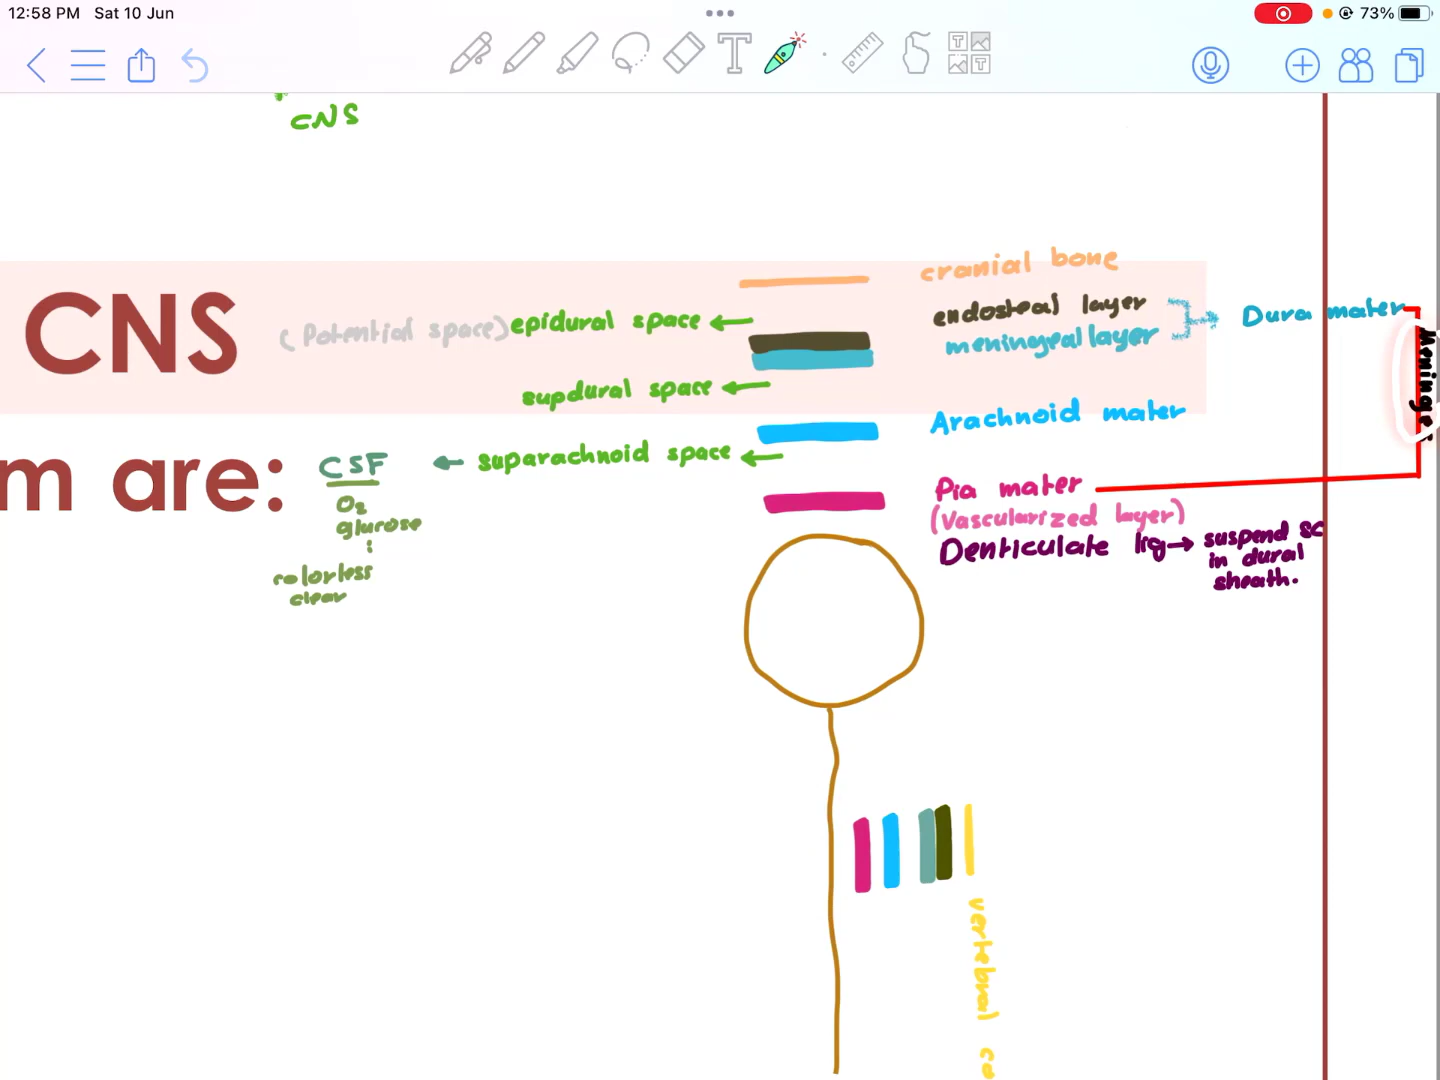 12:58 PM Sat 10 Jun
73%
CNS
cranial bone
CNS
(Potential space) epidural space
endosteal layer
meningeal layer
Dura mater
supdural space
Arachnoid mater
m are:
CSF
suparachnoid space
O2
glucose
:
colorless
clear
Pia mater
(Vascularized layer)
Denticulate lig → suspend SC
in dural
sheath.
vertebral